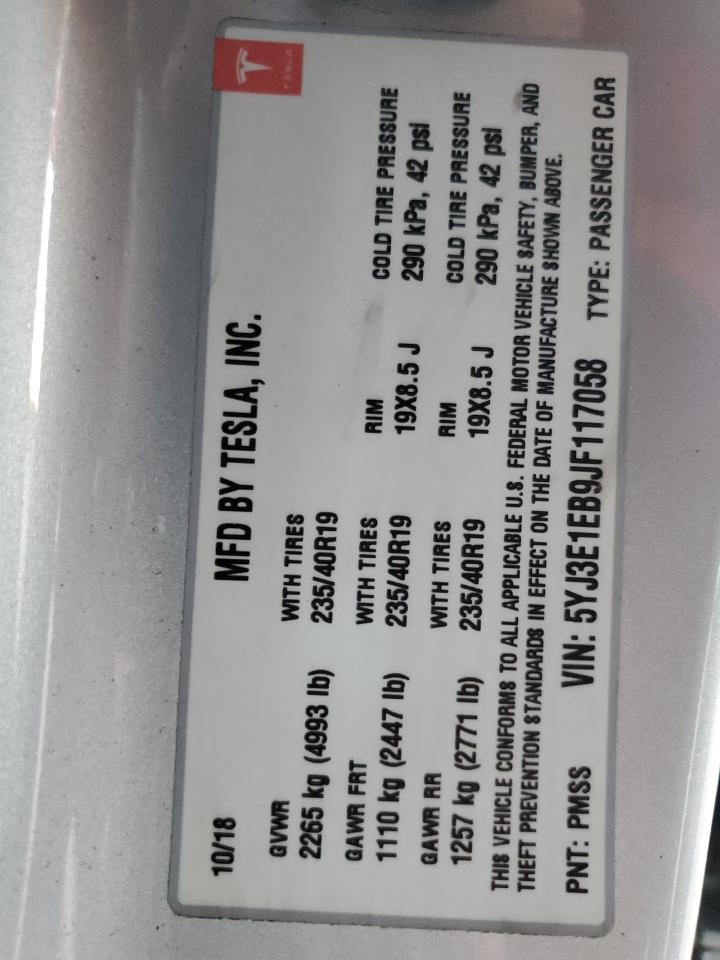 TESLA
10/18 MFD BY TESLA, INC.
GVWR WITH TIRES
2265 kg (4993 lb) 235/40R19
GAWR FRT WITH TIRES RIM COLD TIRE PRESSURE
1110 kg (2447 lb) 235/40R19 19X8.5 J 290 kPa, 42 psi
GAWR RR WITH TIRES RIM COLD TIRE PRESSURE
1257 kg (2771 lb) 235/40R19 19X8.5 J 290 kPa, 42 psi
THIS VEHICLE CONFORMS TO ALL APPLICABLE U.S. FEDERAL MOTOR VEHICLE SAFETY, BUMPER, AND
THEFT PREVENTION STANDARDS IN EFFECT ON THE DATE OF MANUFACTURE SHOWN ABOVE.
PNT: PMSS VIN: 5YJ3E1EB9JF117058 TYPE: PASSENGER CAR